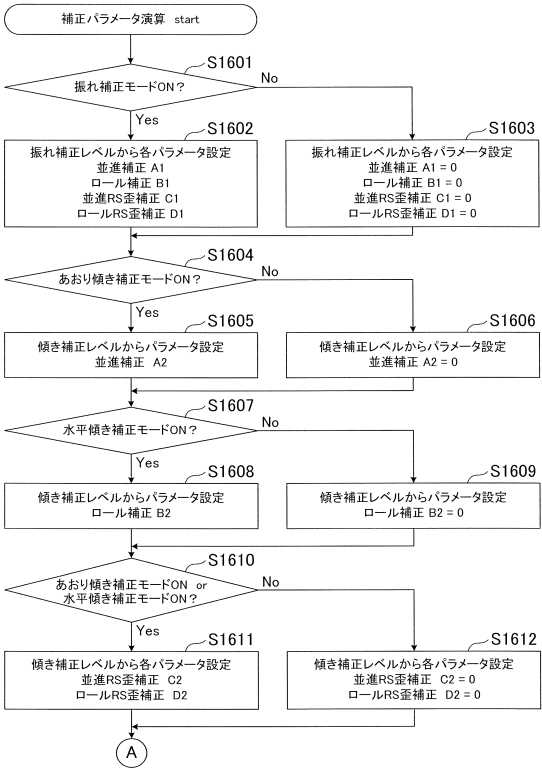 補正パラメータ演算 start
S1601
振れ補正モードON?
No
Yes
S1602
振れ補正レベルから各パラメータ設定
並進補正 A1
ロール補正 B1
並進RS歪補正 C1
ロールRS歪補正 D1
S1603
振れ補正レベルから各パラメータ設定
並進補正 A1 = 0
ロール補正 B1 = 0
並進RS歪補正 C1 = 0
ロールRS歪補正 D1 = 0
S1604
あおり傾き補正モードON?
No
Yes
S1605
傾き補正レベルからパラメータ設定
並進補正 A2
S1606
傾き補正レベルからパラメータ設定
並進補正 A2 = 0
S1607
水平傾き補正モードON?
No
Yes
S1608
傾き補正レベルからパラメータ設定
ロール補正 B2
S1609
傾き補正レベルからパラメータ設定
ロール補正 B2 = 0
S1610
あおり傾き補正モードON or
水平傾き補正モードON?
No
Yes
S1611
傾き補正レベルから各パラメータ設定
並進RS歪補正 C2
ロールRS歪補正 D2
S1612
傾き補正レベルから各パラメータ設定
並進RS歪補正 C2 = 0
ロールRS歪補正 D2 = 0
A